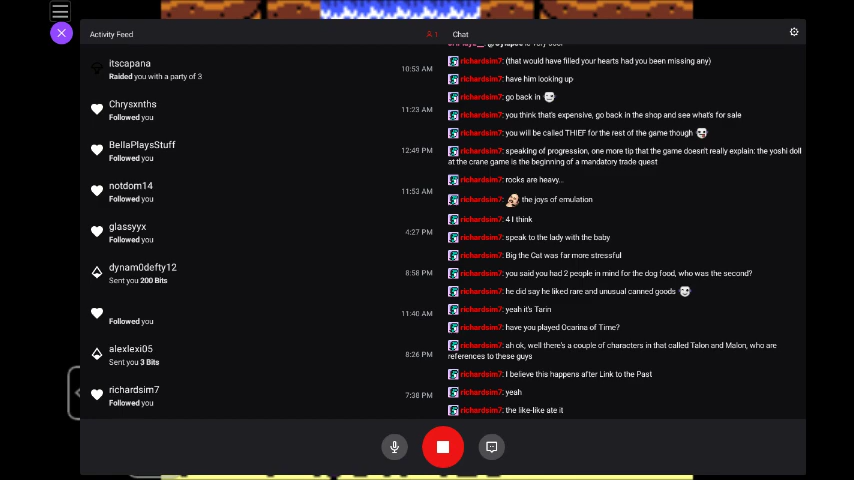 Activity Feed
1
Chat
itscapana
Raided you with a party of 3
10:53 AM
Chrysxnths
Followed you
11:23 AM
BellaPlaysStuff
Followed you
12:49 PM
notdom14
Followed you
11:53 AM
glassyyx
Followed you
4:27 PM
dynam0defty12
Sent you 200 Bits
8:58 PM
Followed you
11:40 AM
alexlexi05
Sent you 3 Bits
8:26 PM
richardsim7
Followed you
7:38 PM
richardsim7: (that would have filled your hearts had you been missing any)
richardsim7: have him looking up
richardsim7: go back in
richardsim7: you think that's expensive, go back in the shop and see what's for sale
richardsim7: you will be called THIEF for the rest of the game though
richardsim7: speaking of progression, one more tip that the game doesn't really explain: the yoshi doll
at the crane game is the beginning of a mandatory trade quest
richardsim7: rocks are heavy...
richardsim7: the joys of emulation
richardsim7: 4 I think
richardsim7: speak to the lady with the baby
richardsim7: Big the Cat was far more stressful
richardsim7: you said you had 2 people in mind for the dog food, who was the second?
richardsim7: he did say he liked rare and unusual canned goods
richardsim7: yeah it's Tarin
richardsim7: have you played Ocarina of Time?
richardsim7: ah ok, well there's a couple of characters in that called Talon and Malon, who are
references to these guys
richardsim7: I believe this happens after Link to the Past
richardsim7: yeah
richardsim7: the like-like ate it